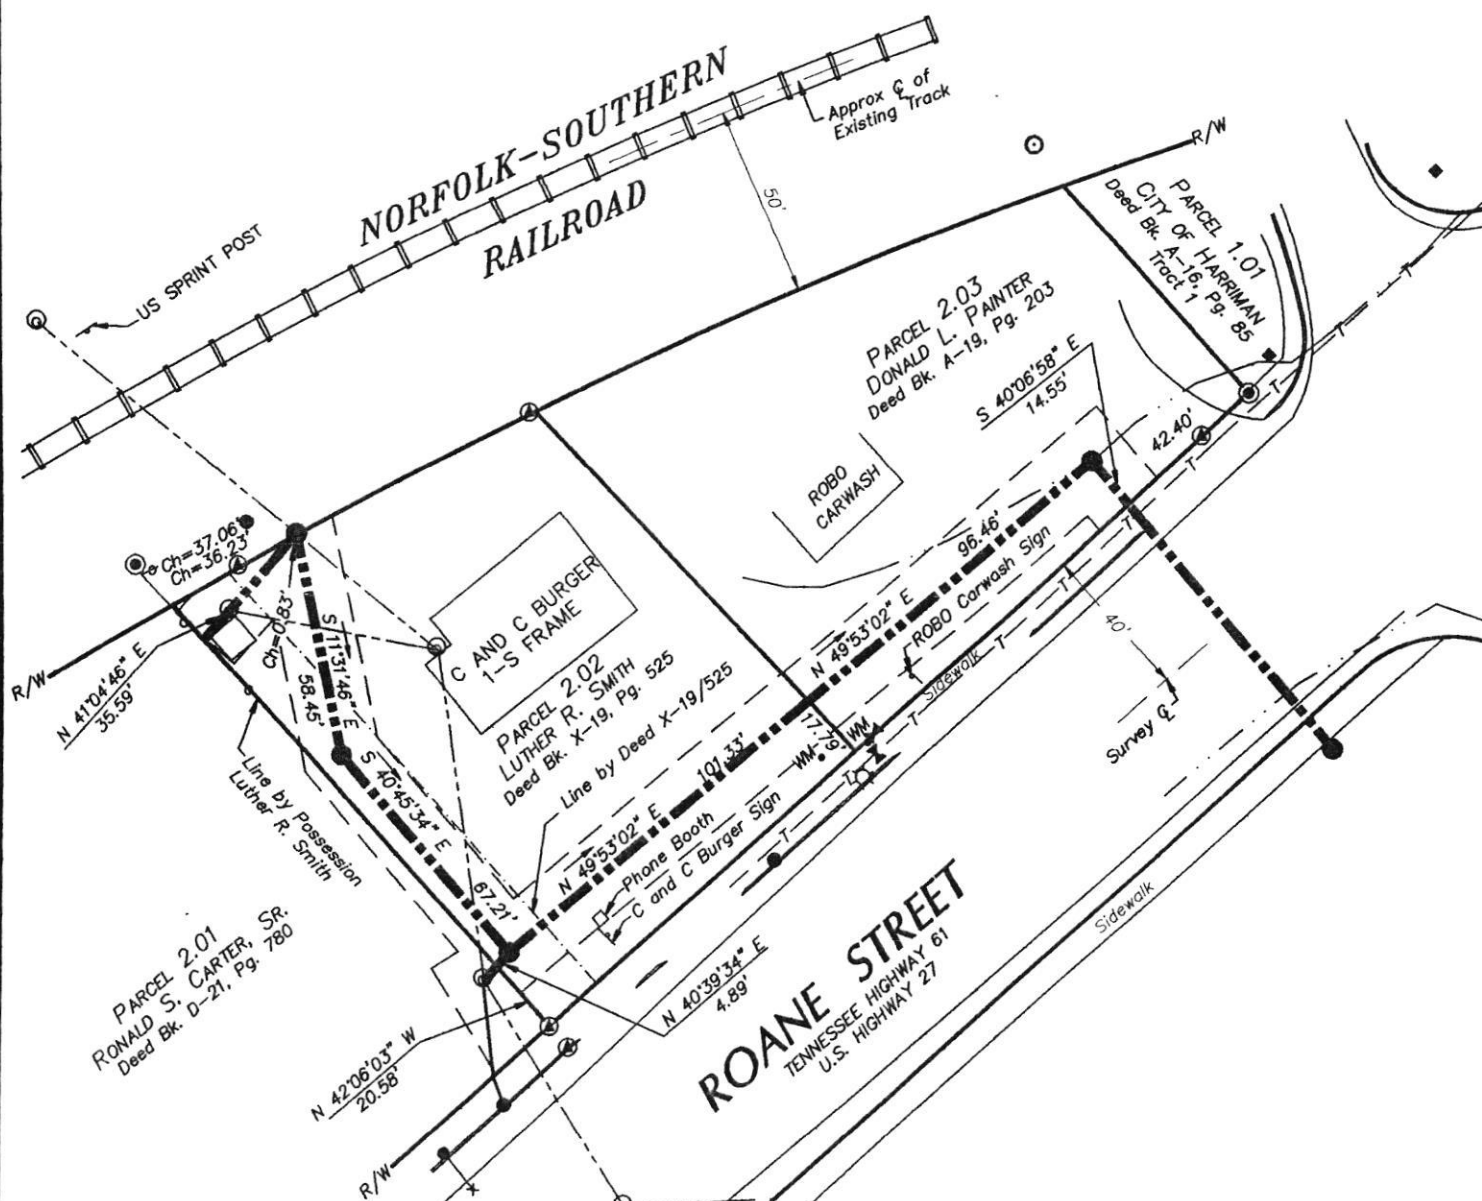 NORFOLK-SOUTHERN
RAILROAD
Approx ℄ of
Existing Track
R/W
50'
US SPRINT POST
PARCEL 1.01
CITY OF HARRIMAN
Deed Bk. A-16, Pg. 85
Tract 1
PARCEL 2.03
DONALD L. PAINTER
Deed Bk. A-19, Pg. 203
S 40°06'58" E
14.55'
42.40'
ROBO
CARWASH
Ch=37.06'
Ch=36.23'
Ch=0.83'
C AND C BURGER
1-S FRAME
PARCEL 2.02
LUTHER R. SMITH
Deed Bk. X-19, Pg. 525
Line by Deed X-19/525
S 11°31'46" E
58.45'
R/W
N 41°04'46" E
35.59'
N 49°53'02" E
96.46'
ROBO Carwash Sign
Sidewalk
40'
Survey ℄
17.79'
WM
WM
S 40°45'34" E
67.21'
Line by Possession
Luther R. Smith
N 49°53'02" E
101.33'
Phone Booth
C and C Burger Sign
PARCEL 2.01
RONALD S. CARTER, SR.
Deed Bk. D-21, Pg. 780
N 40°39'34" E
4.89'
N 42°06'03" W
20.58'
ROANE STREET
TENNESSEE HIGHWAY 61
U.S. HIGHWAY 27
Sidewalk
R/W
T
T
T
T
T
T
T
T
T
T
T